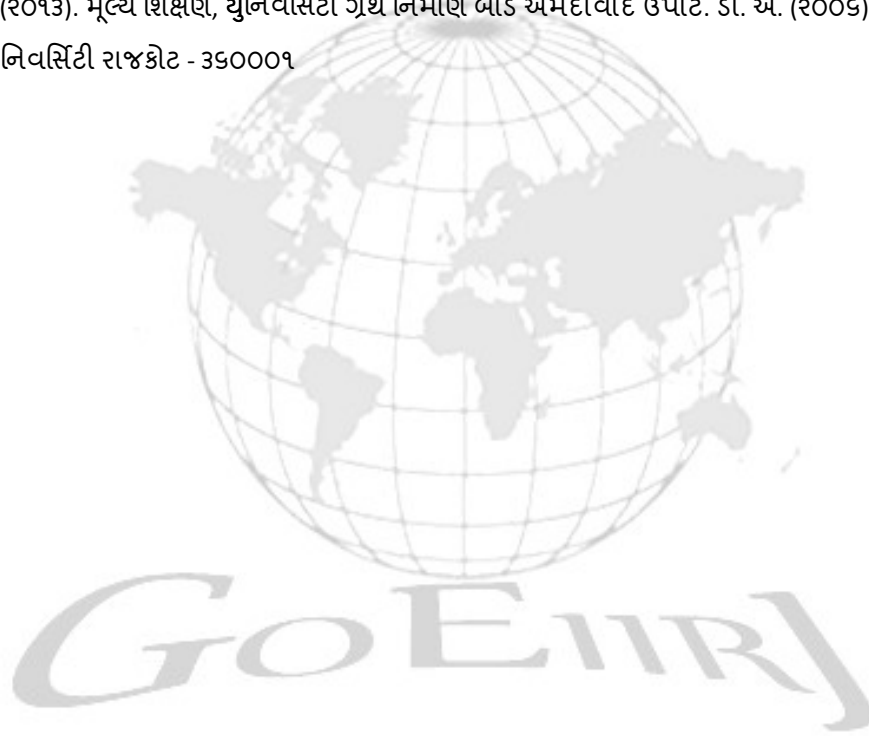 (૨૦૧૩). મૂલ્ય શિક્ષણ, યુનિવર્સિટી ગ્રંથ નિર્માણ બોર્ડ અમદાવાદ ઉપાટ. ડી. એ. (૨૦૦૬)
નિવર્સિટી રાજકોટ - ૩૬૦૦૦૧
GOEIIRJ